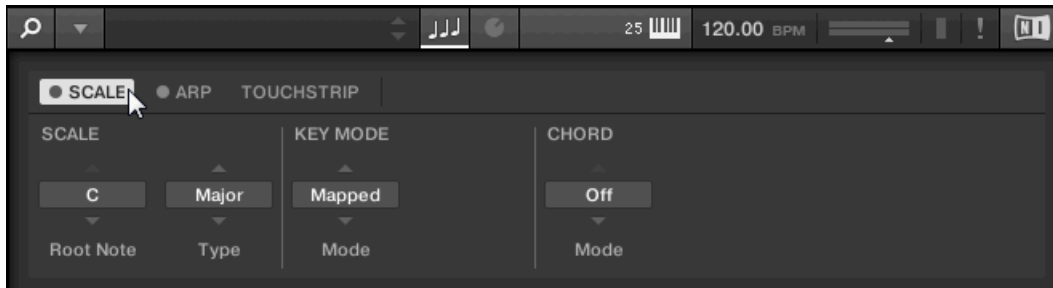 25 120.00 BPM ! NI
SCALE ARP TOUCHSTRIP
SCALE KEY MODE CHORD
C Major Mapped Off
Root Note Type Mode Mode